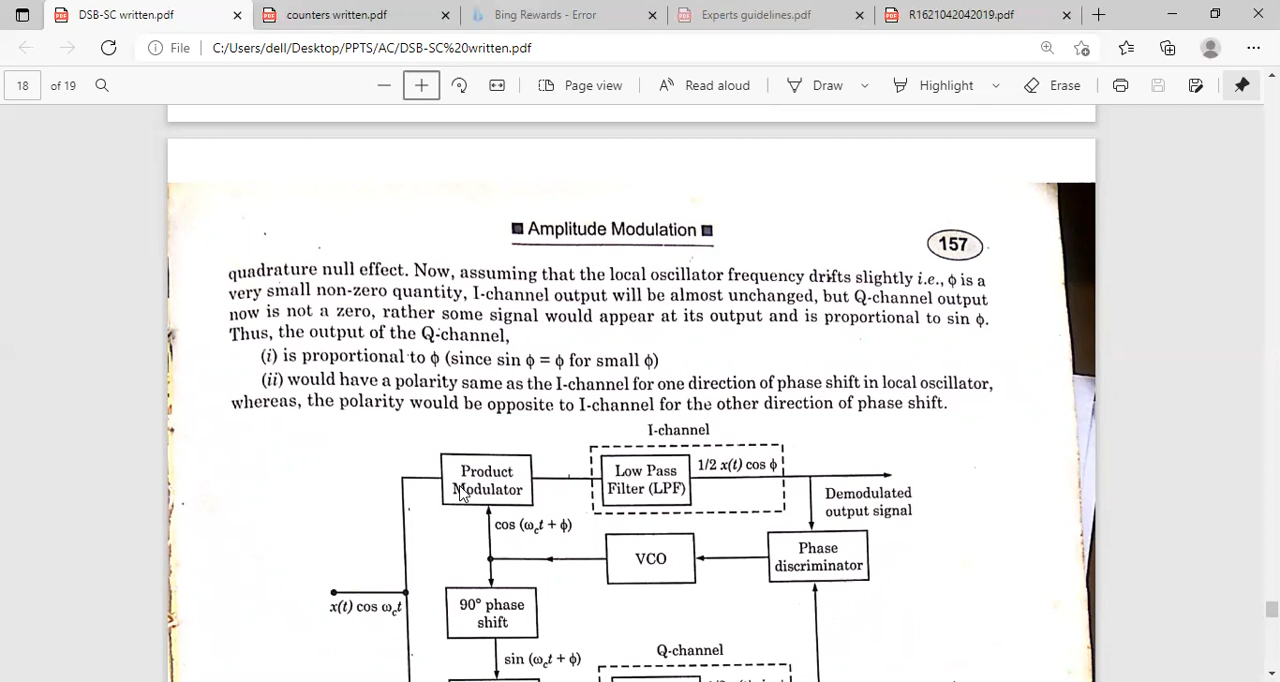 DSB-SC written.pdf
counters written.pdf
Bing Rewards - Error
Experts guidelines.pdf
R1621042042019.pdf
File
C:/Users/dell/Desktop/PPTS/AC/DSB-SC%20written.pdf
18 of 19
Page view
Read aloud
Draw
Highlight
Erase
■ Amplitude Modulation ■
157
quadrature null effect. Now, assuming that the local oscillator frequency drifts slightly i.e., ϕ is a
very small non-zero quantity, I-channel output will be almost unchanged, but Q-channel output
now is not a zero, rather some signal would appear at its output and is proportional to sin ϕ.
Thus, the output of the Q-channel,
(i) is proportional to ϕ (since sin ϕ = ϕ for small ϕ)
(ii) would have a polarity same as the I-channel for one direction of phase shift in local oscillator,
whereas, the polarity would be opposite to I-channel for the other direction of phase shift.
I-channel
Product
Modulator
Low Pass
Filter (LPF)
1/2 x(t) cos ϕ
Demodulated
output signal
cos (ωct + ϕ)
VCO
Phase
discriminator
x(t) cos ωct
90° phase
shift
sin (ωct + ϕ)
Q-channel